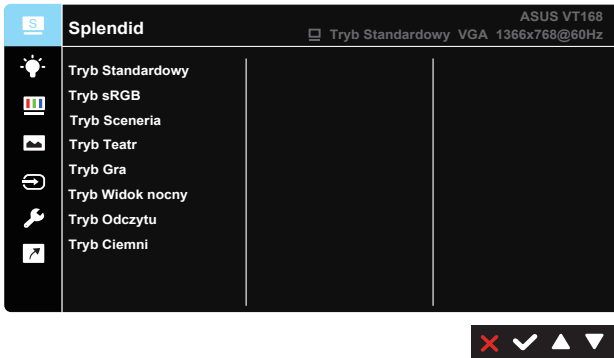 S
Splendid
ASUS VT168
Tryb Standardowy VGA 1366x768@60Hz
Tryb Standardowy
Tryb sRGB
Tryb Sceneria
Tryb Teatr
Tryb Gra
Tryb Widok nocny
Tryb Odczytu
Tryb Ciemni